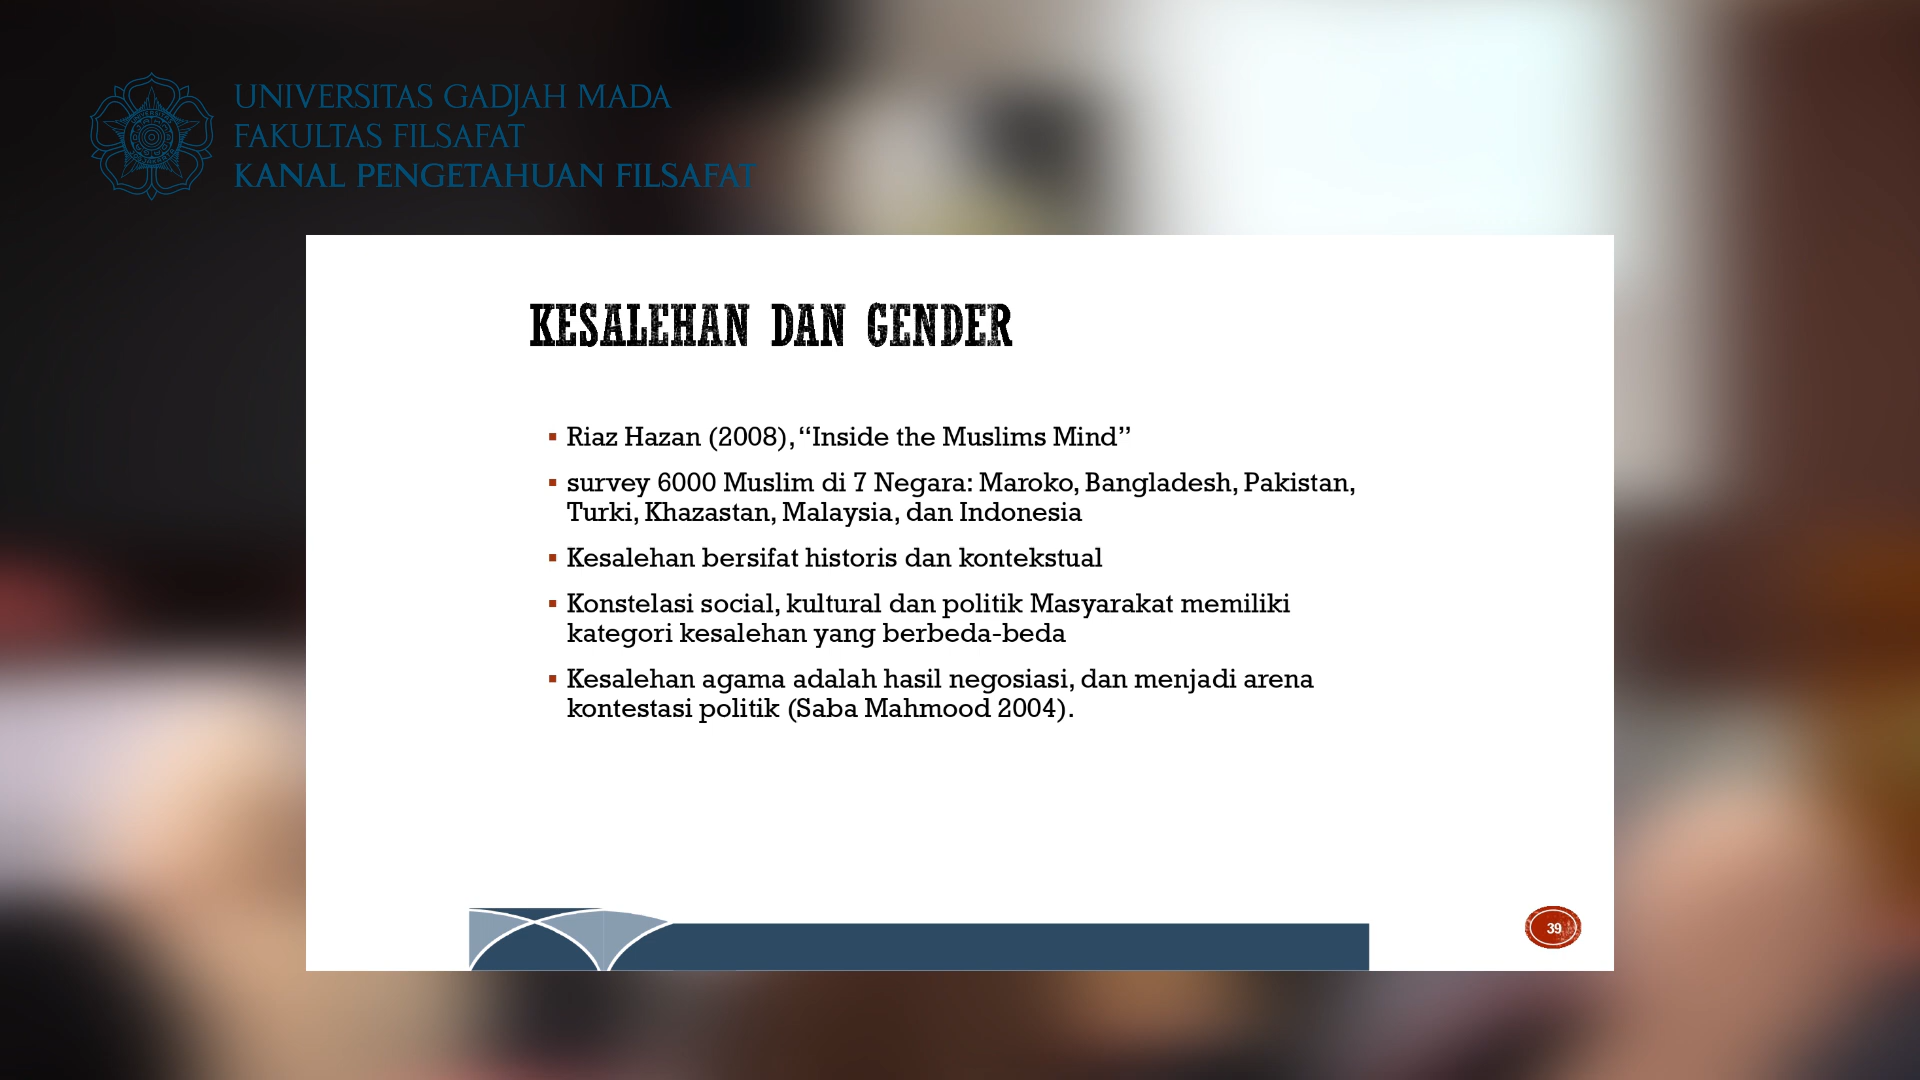 UNIVERSITAS GADJAH MADA
FAKULTAS FILSAFAT
KANAL PENGETAHUAN FILSAFAT
KESALEHAN DAN GENDER
▪ Riaz Hazan (2008), “Inside the Muslims Mind”
▪ survey 6000 Muslim di 7 Negara: Maroko, Bangladesh, Pakistan,
Turki, Khazastan, Malaysia, dan Indonesia
▪ Kesalehan bersifat historis dan kontekstual
▪ Konstelasi social, kultural dan politik Masyarakat memiliki
kategori kesalehan yang berbeda-beda
▪ Kesalehan agama adalah hasil negosiasi, dan menjadi arena
kontestasi politik (Saba Mahmood 2004).
39